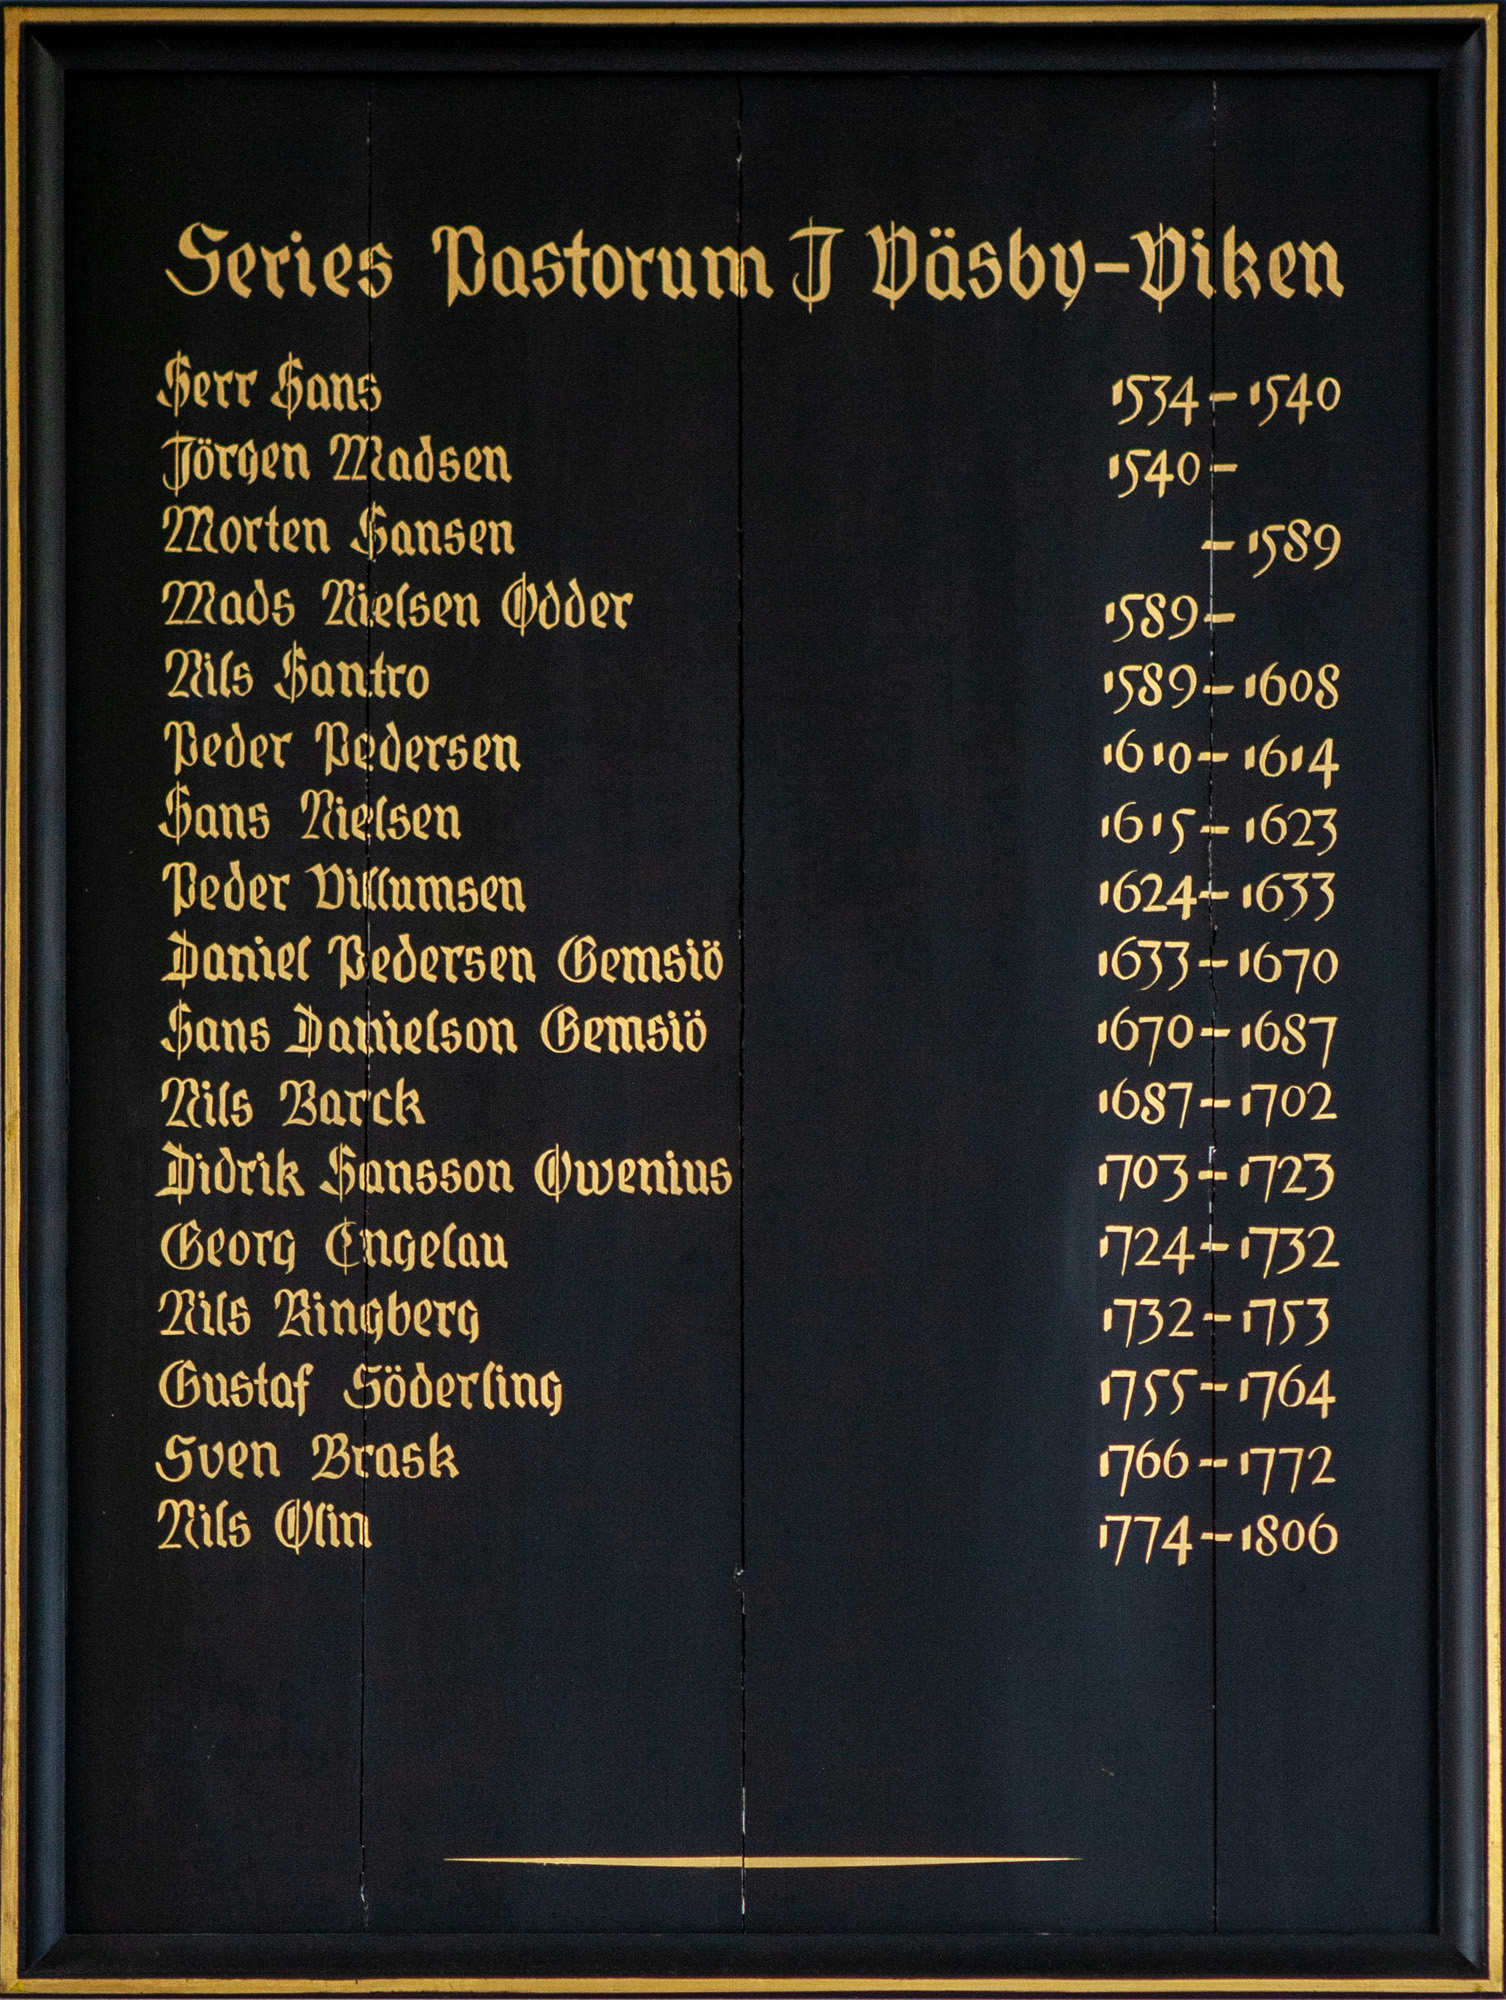 Series Pastorum I Väsby-Viken
Herr Hans 1534-1540
Jörgen Madsen 1540-
Morten Hansen -1589
Mads Nielsen Odder 1589-
Nils Hantro 1589-1608
Peder Pedersen 1610-1614
Hans Nielsen 1615-1623
Peder Villumsen 1624-1633
Daniel Pedersen Gemsiö 1633-1670
Hans Danielson Gemsiö 1670-1687
Nils Barck 1687-1702
Didrik Hansson Owenius 1703-1723
Georg Engelau 1724-1732
Nils Ringberg 1732-1753
Gustaf Söderling 1755-1764
Sven Brask 1766-1772
Nils Olin 1774-1806